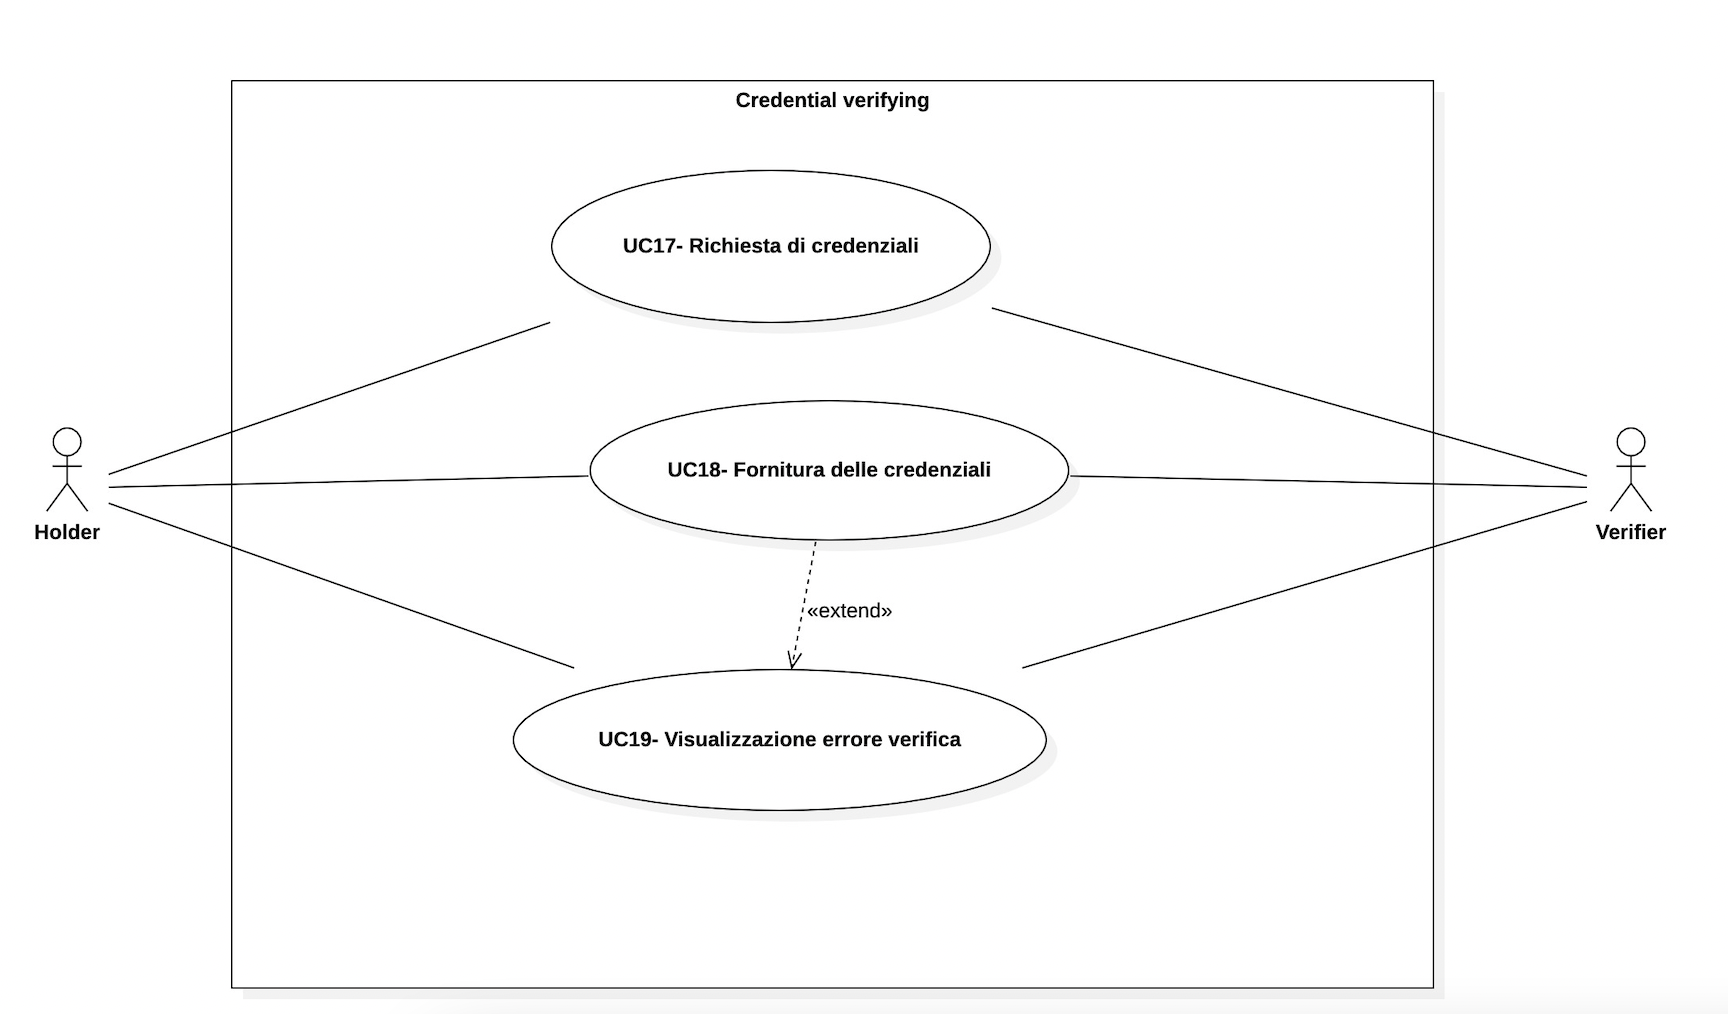 Credential verifying
UC17- Richiesta di credenziali
UC18- Fornitura delle credenziali
Holder
Verifier
«extend»
UC19- Visualizzazione errore verifica